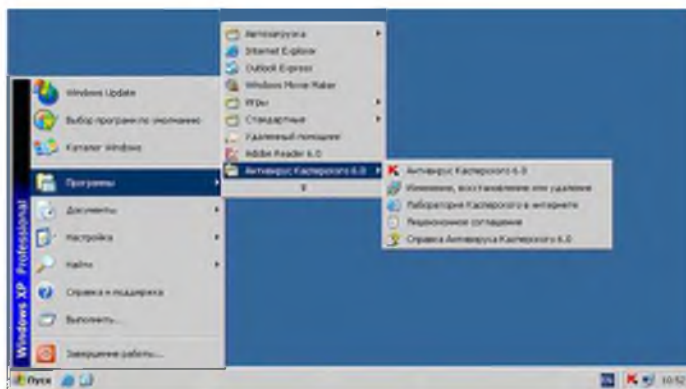 Windows Update
Выбор программ по умолчанию
Каталог Windows
Программы
Документы
Настройка
Найти
Справка и поддержка
Выполнить...
Завершение работы...
Windows XP Professional
Автозагрузка
Internet Explorer
Outlook Express
Windows Movie Maker
Игры
Стандартные
Удаленный помощник
Adobe Reader 6.0
Антивирус Касперского 6.0
Антивирус Касперского 6.0
Изменение, восстановление или удаление
Лаборатория Касперского в интернете
Лицензионное соглашение
Справка Антивируса Касперского 6.0
Пуск
EN
10:52